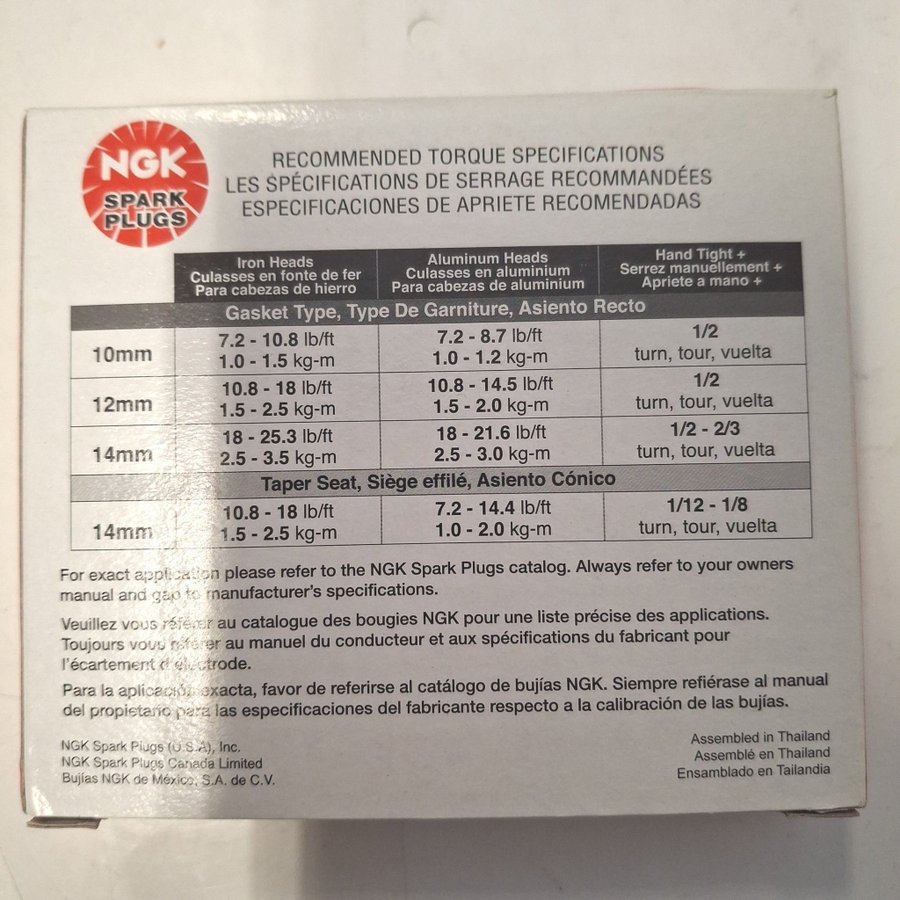 NGK
SPARK
PLUGS
RECOMMENDED TORQUE SPECIFICATIONS
LES SPÉCIFICATIONS DE SERRAGE RECOMMANDÉES
ESPECIFICACIONES DE APRIETE RECOMENDADAS
Iron Heads
Culasses en fonte de fer
Para cabezas de hierro
Aluminum Heads
Culasses en aluminium
Para cabezas de aluminium
Hand Tight +
Serrez manuellement +
Apriete a mano +
Gasket Type, Type De Garniture, Asiento Recto
10mm
7.2 - 10.8 lb/ft
1.0 - 1.5 kg-m
7.2 - 8.7 lb/ft
1.0 - 1.2 kg-m
1/2
turn, tour, vuelta
12mm
10.8 - 18 lb/ft
1.5 - 2.5 kg-m
10.8 - 14.5 lb/ft
1.5 - 2.0 kg-m
1/2
turn, tour, vuelta
14mm
18 - 25.3 lb/ft
2.5 - 3.5 kg-m
18 - 21.6 lb/ft
2.5 - 3.0 kg-m
1/2 - 2/3
turn, tour, vuelta
Taper Seat, Siège effilé, Asiento Cónico
14mm
10.8 - 18 lb/ft
1.5 - 2.5 kg-m
7.2 - 14.4 lb/ft
1.0 - 2.0 kg-m
1/12 - 1/8
turn, tour, vuelta
For exact application please refer to the NGK Spark Plugs catalog. Always refer to your owners
manual and gap to manufacturer's specifications.
Veuillez vous référer au catalogue des bougies NGK pour une liste précise des applications.
Toujours vous référer au manuel du conducteur et aux spécifications du fabricant pour
l'écartement d'électrode.
Para la aplicación exacta, favor de referirse al catálogo de bujías NGK. Siempre refiérase al manual
del propietario para las especificaciones del fabricante respecto a la calibración de las bujías.
NGK Spark Plugs (U.S.A), Inc.
NGK Spark Plugs Canada Limited
Bujías NGK de México, S.A. de C.V.
Assembled in Thailand
Assemblé en Thailand
Ensamblado en Tailandia